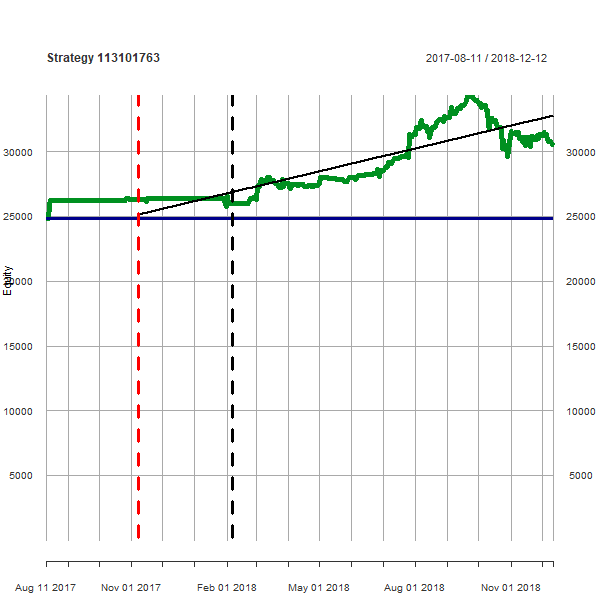 Strategy 113101763
2017-08-11 / 2018-12-12
30000
30000
25000
25000
Equity
20000
20000
15000
15000
10000
10000
5000
5000
Aug 11 2017
Nov 01 2017
Feb 01 2018
May 01 2018
Aug 01 2018
Nov 01 2018